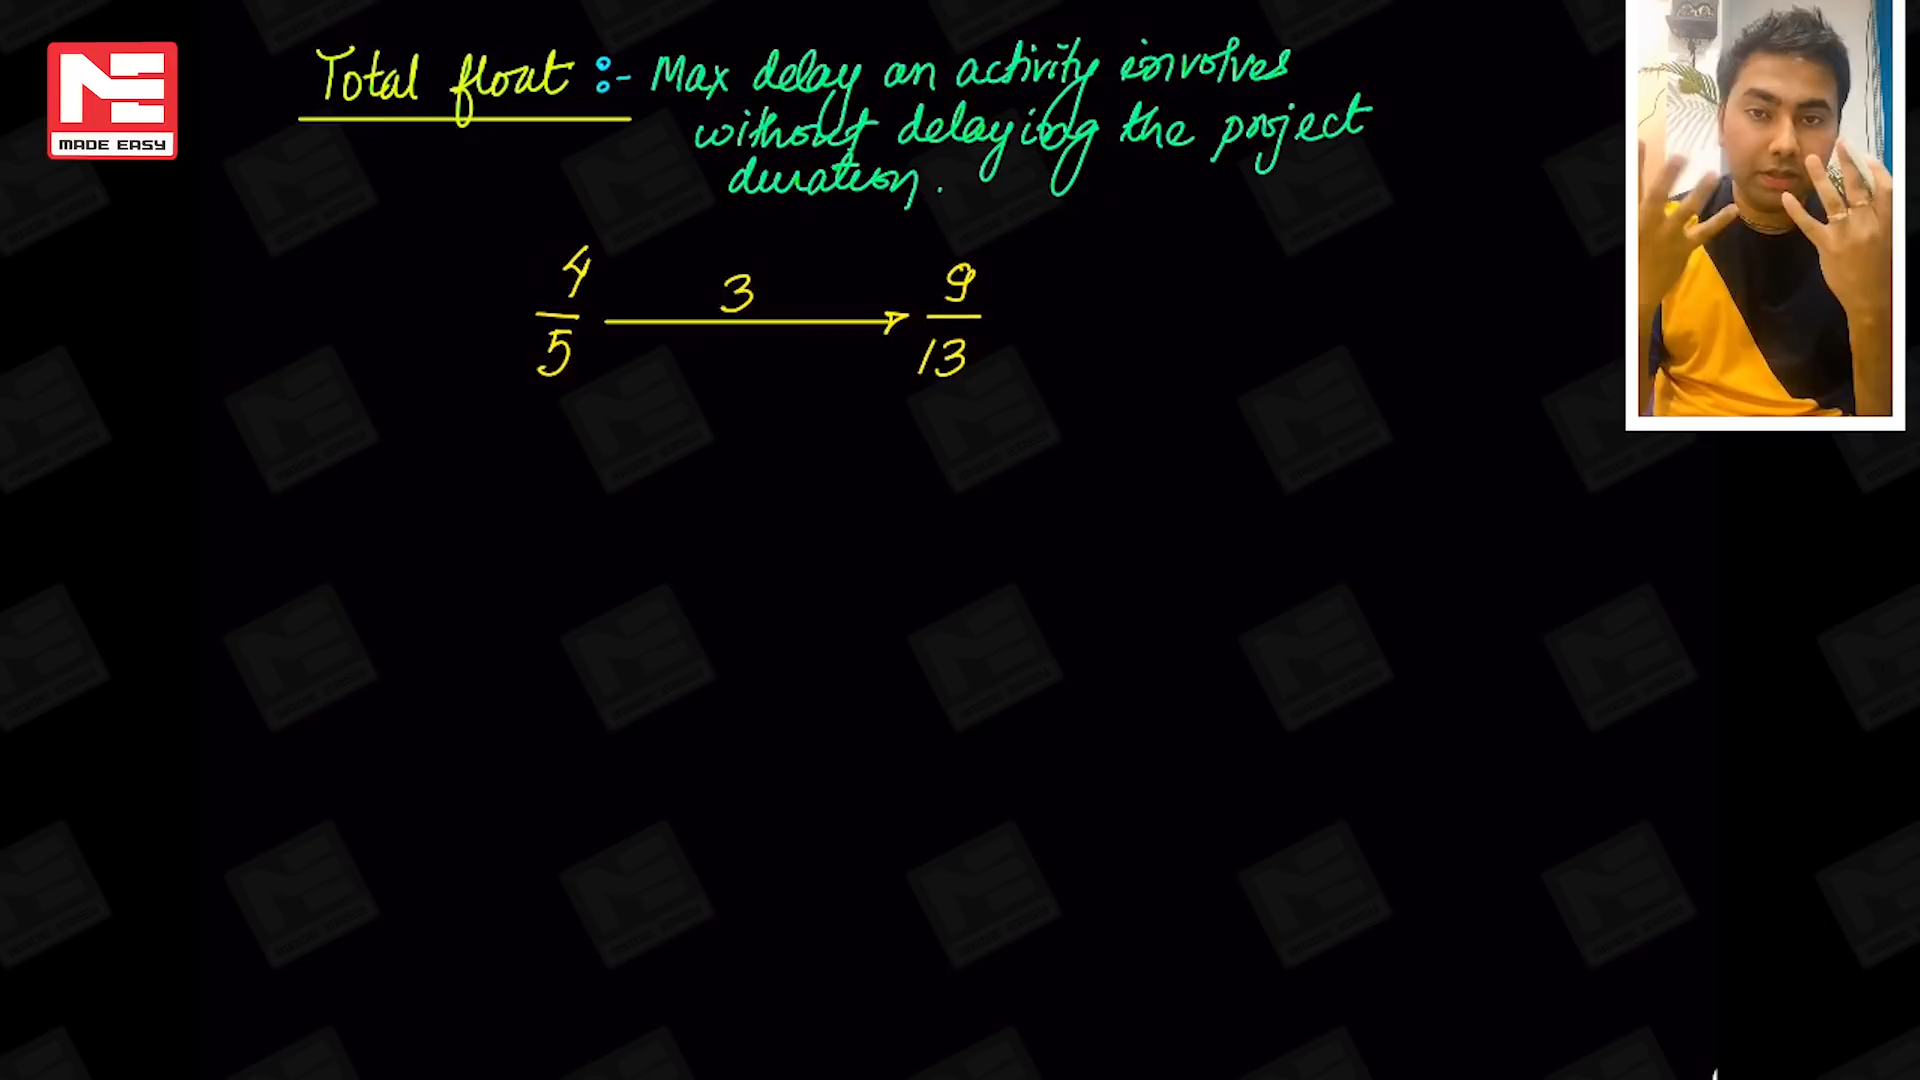 ME
MADE EASY
Total float :- Max delay an activity involves
without delaying the project
duration.
4 3 9
5 13